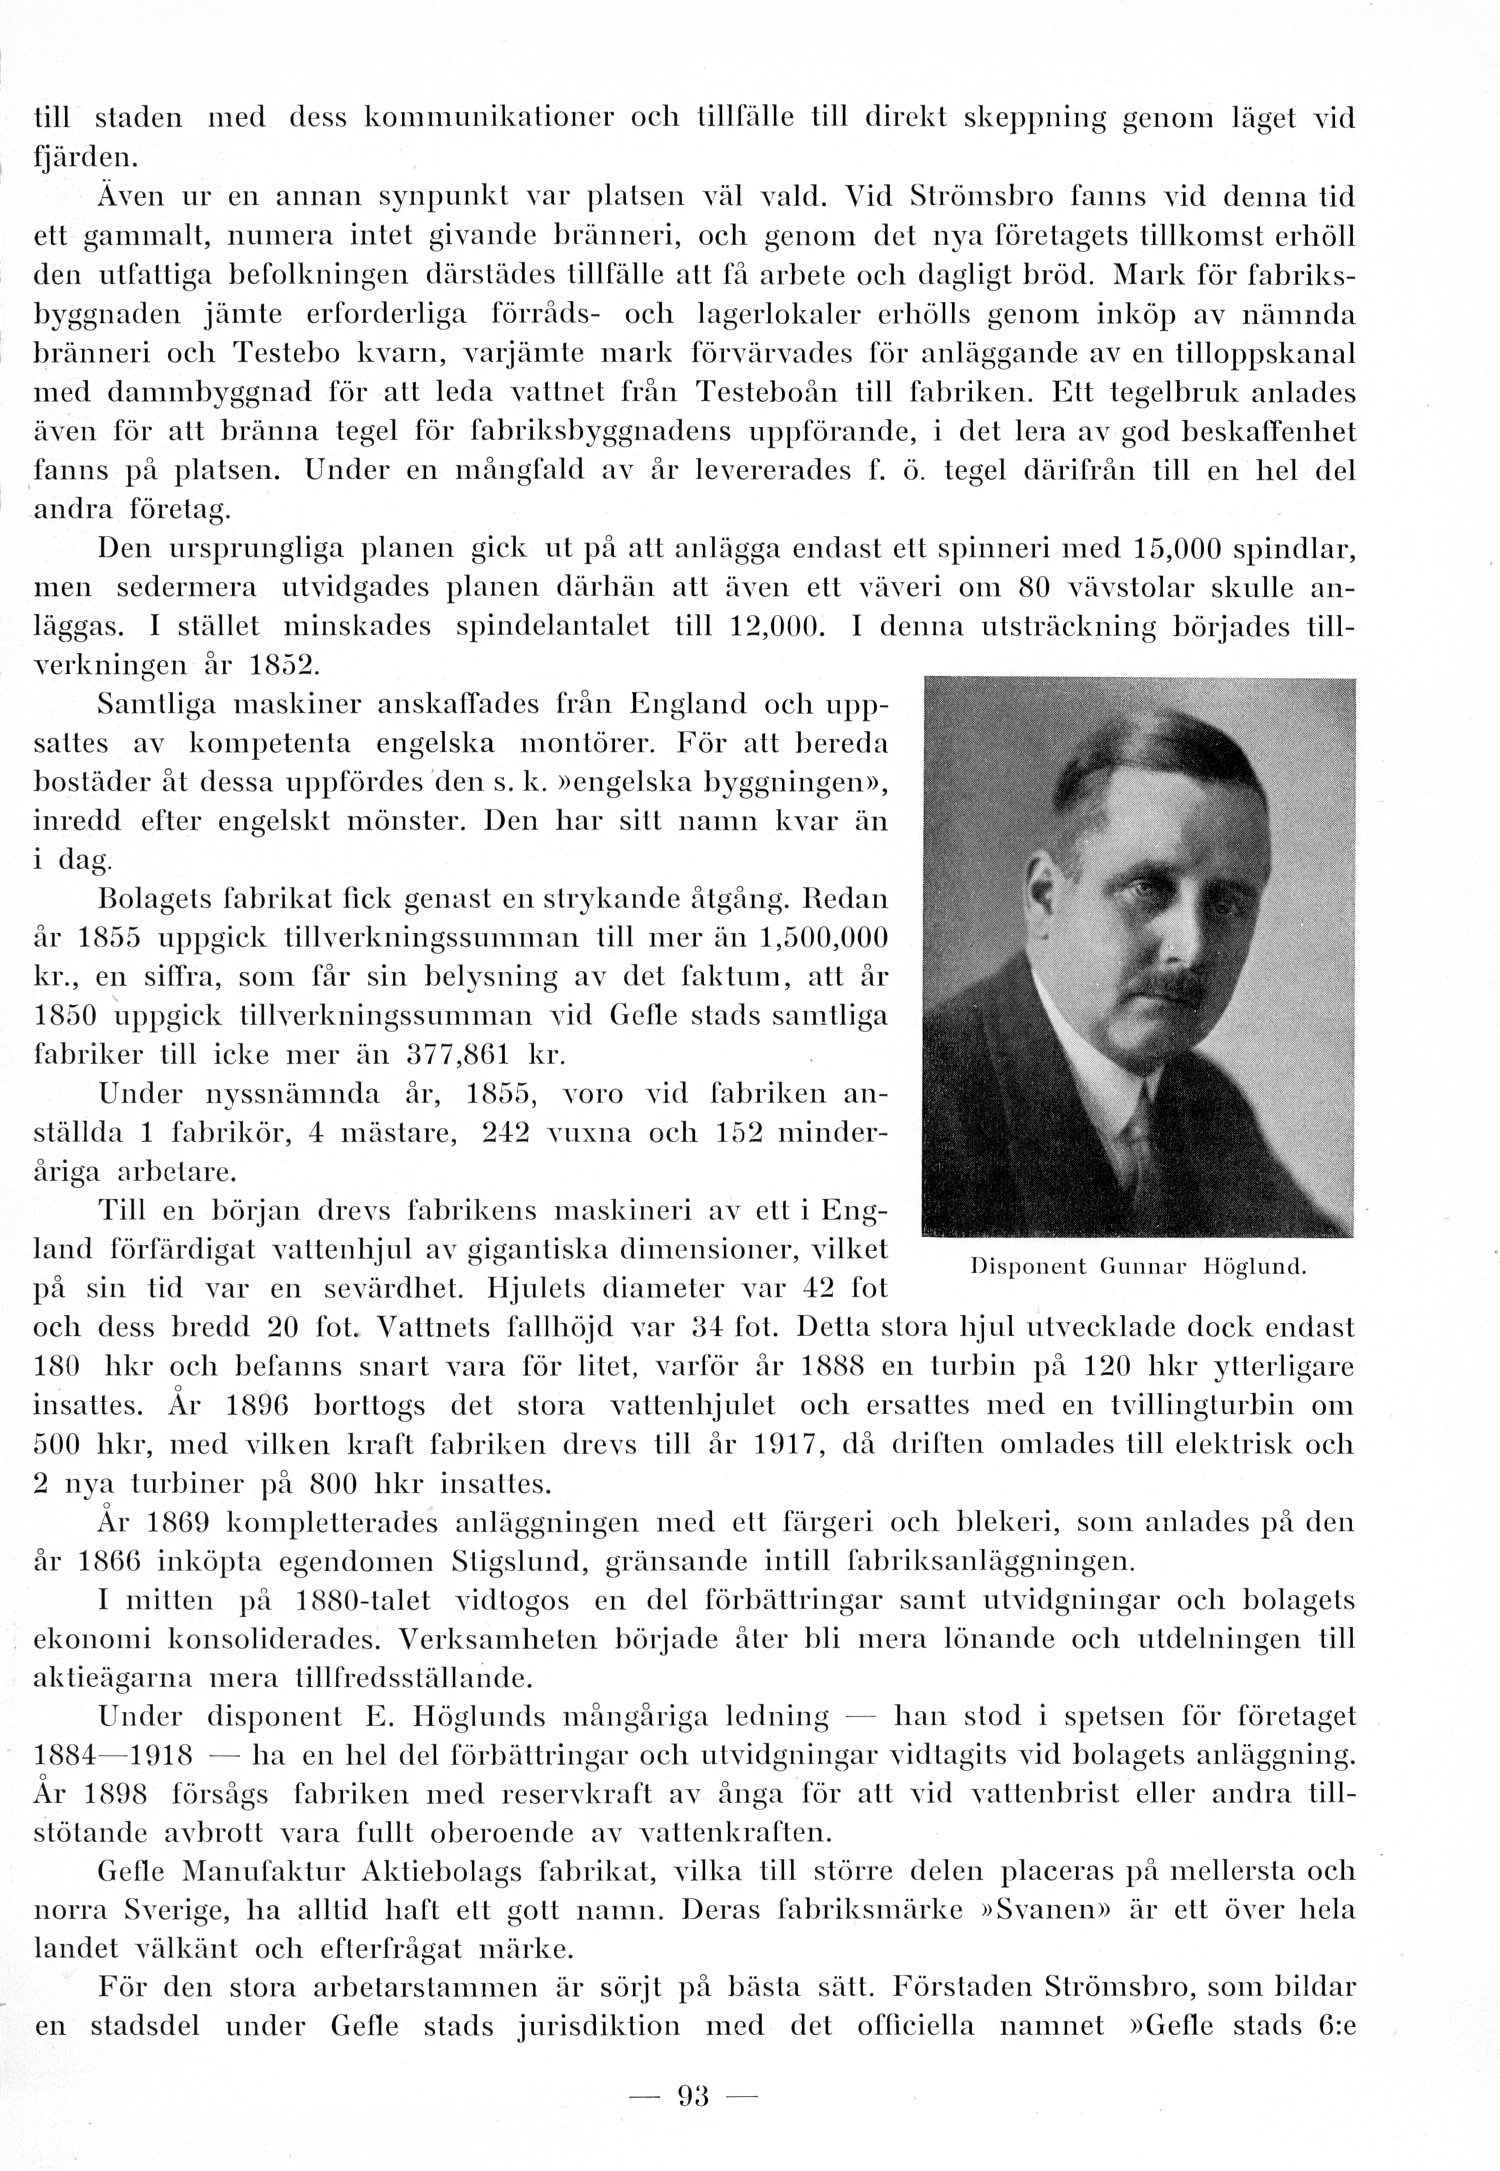 till staden med dess kommunikationer och tillfälle till direkt skeppning genom läget vid
fjärden.
Även ur en annan synpunkt var platsen väl vald. Vid Strömsbro fanns vid denna tid
ett gammalt, numera intet givande bränneri, och genom det nya företagets tillkomst erhöll
den utfattiga befolkningen därstädes tillfälle att få arbete och dagligt bröd. Mark för fabriks-
byggnaden jämte erforderliga förråds- och lagerlokaler erhölls genom inköp av nämnda
bränneri och Testebo kvarn, varjämte mark förvärvades för anläggande av en tilloppskanal
med dammbyggnad för att leda vattnet från Testeboån till fabriken. Ett tegelbruk anlades
även för att bränna tegel för fabriksbyggnadens uppförande, i det lera av god beskaffenhet
fanns på platsen. Under en mångfald av år levererades f. ö. tegel därifrån till en hel del
andra företag.
Den ursprungliga planen gick ut på att anlägga endast ett spinneri med 15,000 spindlar,
men sedermera utvidgades planen därhän att även ett väveri om 80 vävstolar skulle an-
läggas. I stället minskades spindelantalet till 12,000. I denna utsträckning började​s till-
verkningen år 1852.
Samtliga maskiner anskaffades från England och upp-
sattes av kompetenta engelska montörer. För att bereda
bostäder åt dessa uppfördes den s. k. »engelska byggningen»,
inredd efter engelskt mönster. Den har sitt namn kvar än
i dag.
Bolagets fabrikat fick genast en strykande åtgång. Redan
år 1855 uppgick tillverkningssumman till mer än 1,500,000
kr., en siffra, som får sin belysning av det faktum, att år
1850 uppgick tillverkningssumman vid Gefle stads samtliga
fabriker till icke mer än 377,861 kr.
Under nyssnämnda år, 1855, voro vid fabriken an-
ställda 1 fabrikör, 4 mästare, 242 vuxna och 152 minder-
åriga arbetare.
Till en början drevs fabrikens maskineri av ett i Eng-
land förfärdigat vattenhjul av gigantiska dimensioner, vilket
på sin tid var en sevärdhet. Hjulets diameter var 42 fot
och dess bredd 20 fot. Vattnets fallhöjd var 34 fot. Detta stora hjul utvecklade dock endast
180 hkr och befanns snart vara för litet, varför år 1888 en turbin på 120 hkr ytterligare
insattes. År 1896 borttogs det stora vattenhjulet och ersattes med en tvillingturbin om
500 hkr, med vilken kraft fabriken drevs till år 1917, då driften omlades till elektrisk och
2 nya turbiner på 800 hkr insattes.
Disponent Gunnar Höglund.
År 1869 kompletterades anläggningen med ett färgeri och blekeri, som anlades på den
år 1866 inköpta egendomen Stigslund, gränsande intill fabriksanläggningen.
I mitten på 1880-talet vidtogos en del förbättringar samt utvidgningar och bolagets
ekonomi konsoliderades. Verksamheten började åter bli mera lönande och utdelningen till
aktieägarna mera tillfredsställande.
Under disponent E. Höglunds mångåriga ledning — han stod i spetsen för företaget
1884—1918 — ha en hel del förbättringar och utvidgningar vidtagits vid bolagets anläggning.
År 1898 försågs fabriken med reservkraft av ånga för att vid vattenbrist eller andra till-
stötande avbrott vara fullt oberoende av vattenkraften.
Gefle Manufaktur Aktiebolags fabrikat, vilka till större delen placeras på mellersta och
norra Sverige, ha alltid haft ett gott namn. Deras fabriksmärke »Svanen» är ett över hela
landet välkänt och efterfrågat märke.
För den stora arbetarstammen är sörjt på bästa sätt. Förstaden Strömsbro, som bildar
en stadsdel under Gefle stads jurisdiktion med det officiella namnet »Gefle stads 6:e
— 93 —